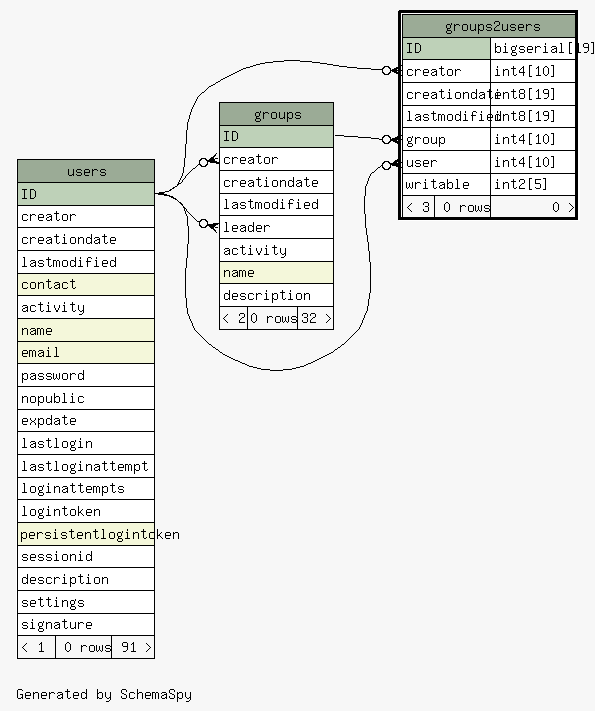 groups2users
ID bigserial[19]
creator int4[10]
creationdate int8[19]
lastmodified int8[19]
group int4[10]
user int4[10]
writable int2[5]
< 3 0 rows 0 >
groups
ID
creator
creationdate
lastmodified
leader
activity
name
description
< 2 0 rows 32 >
users
ID
creator
creationdate
lastmodified
contact
activity
name
email
password
nopublic
expdate
lastlogin
lastloginattempt
loginattempts
logintoken
persistentlogintoken
sessionid
description
settings
signature
< 1 0 rows 91 >
Generated by SchemaSpy